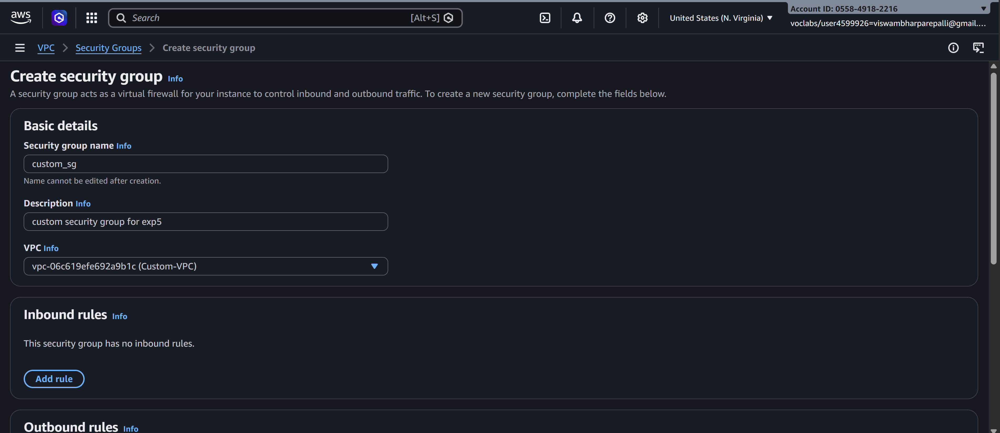 aws
Search
[Alt+S]
United States (N. Virginia)
Account ID: 0558-4918-2216
voclabs/user4599926=viswambharparepalli@gmail....
VPC
Security Groups
Create security group
Create security group Info
A security group acts as a virtual firewall for your instance to control inbound and outbound traffic. To create a new security group, complete the fields below.
Basic details
Security group name Info
custom_sg
Name cannot be edited after creation.
Description Info
custom security group for exp5
VPC Info
vpc-06c619efe692a9b1c (Custom-VPC)
Inbound rules Info
This security group has no inbound rules.
Add rule
Outbound rules Info